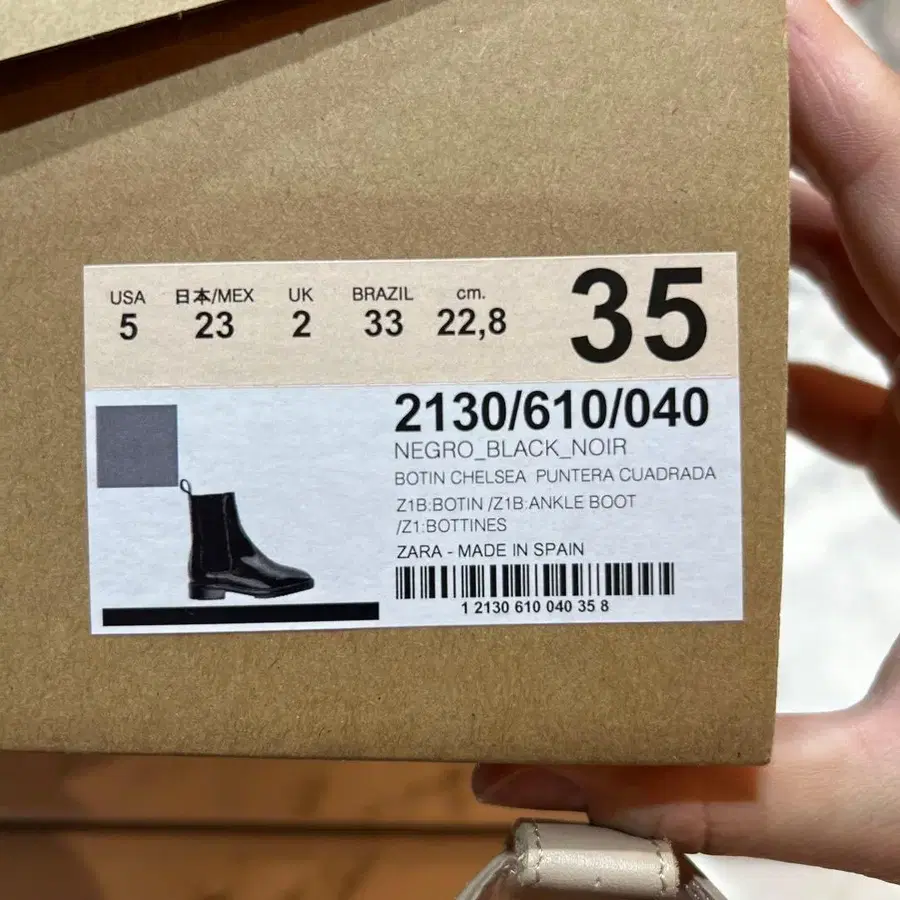 USA 日本/MEX UK BRAZIL cm.
5 23 2 33 22,8 35
2130/610/040
NEGRO_BLACK_NOIR
BOTIN CHELSEA PUNTERA CUADRADA
Z1B:BOTIN /Z1B:ANKLE BOOT
/Z1:BOTTINES
ZARA - MADE IN SPAIN
1 2130 610 040 35 8